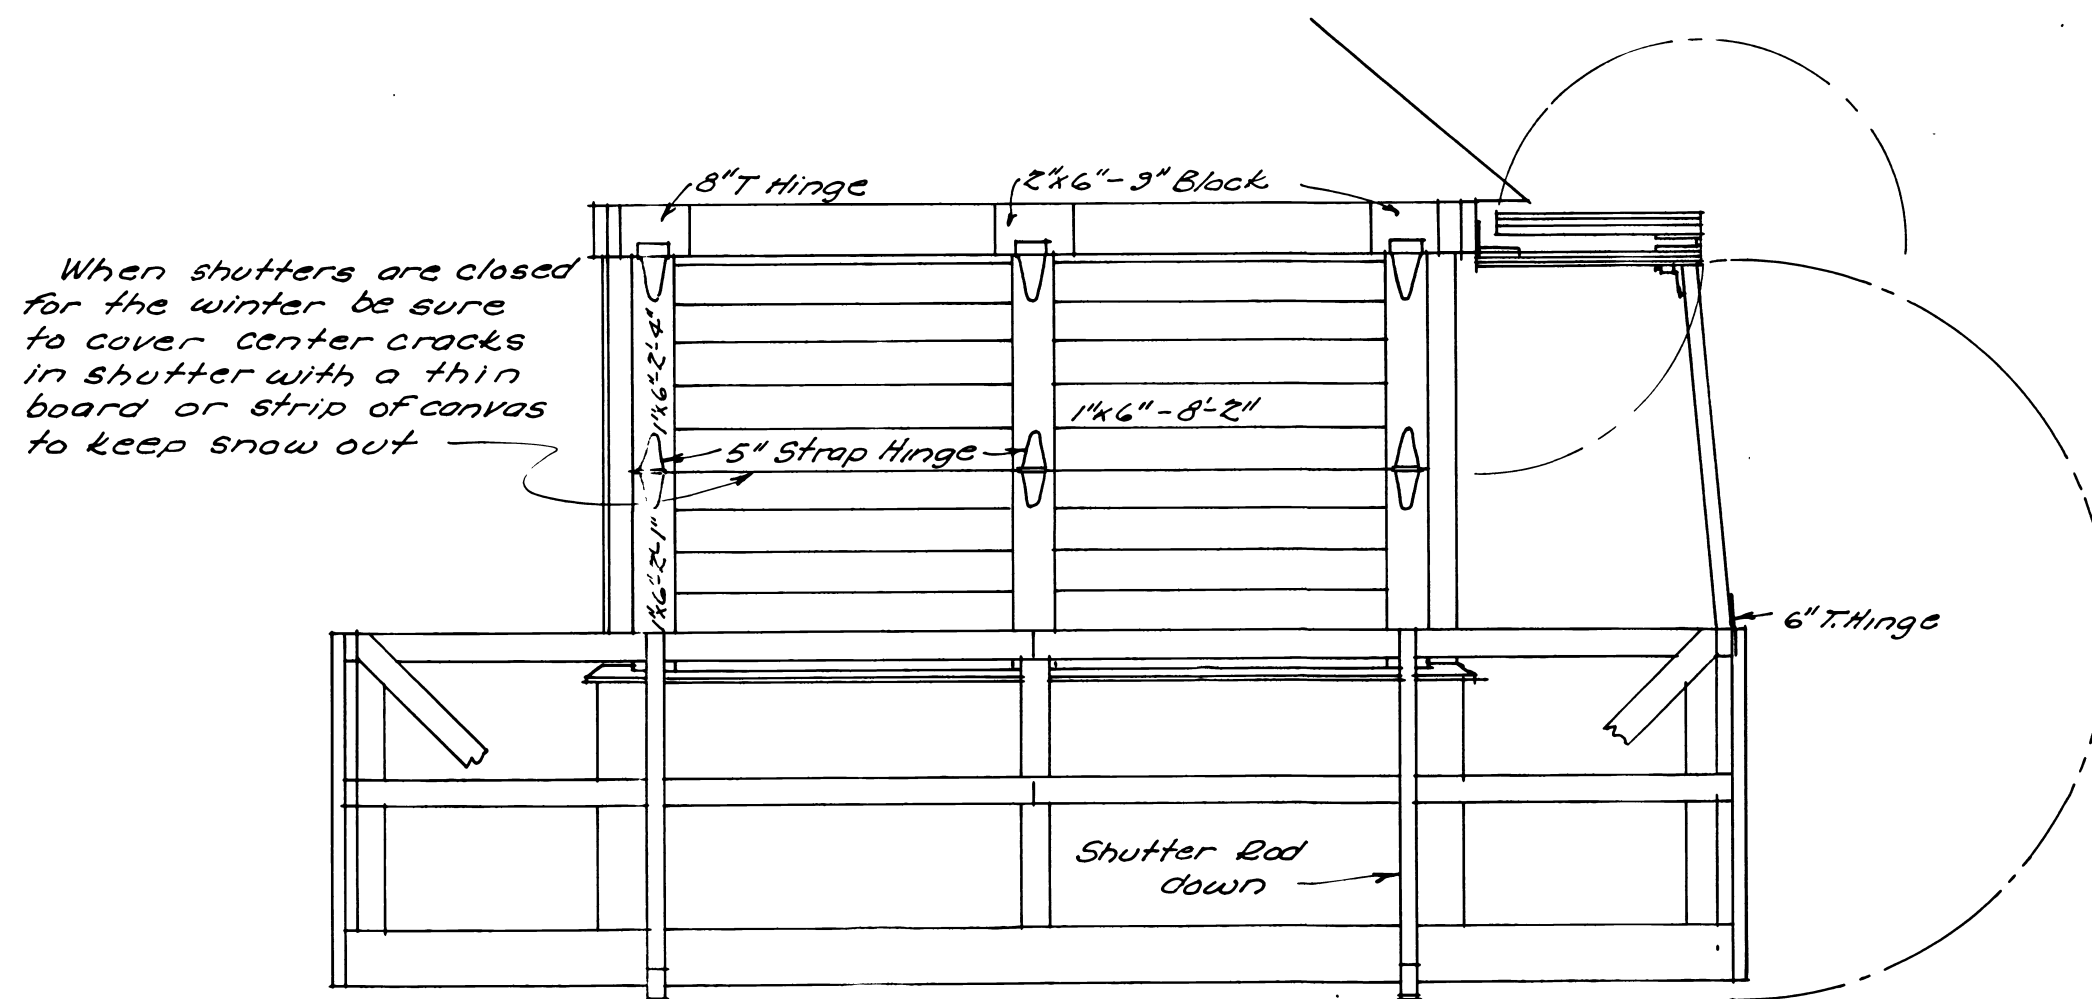 8" T Hinge
2"x6"-9" Block
When shutters are closed
for the winter be sure
to cover center cracks
in shutter with a thin
board or strip of canvas
to keep snow out
1"x6"-2'-4"
1"x6"-8'-2"
5" Strap Hinge
1"x6"-2'-1"
6" T. Hinge
Shutter Rod
down